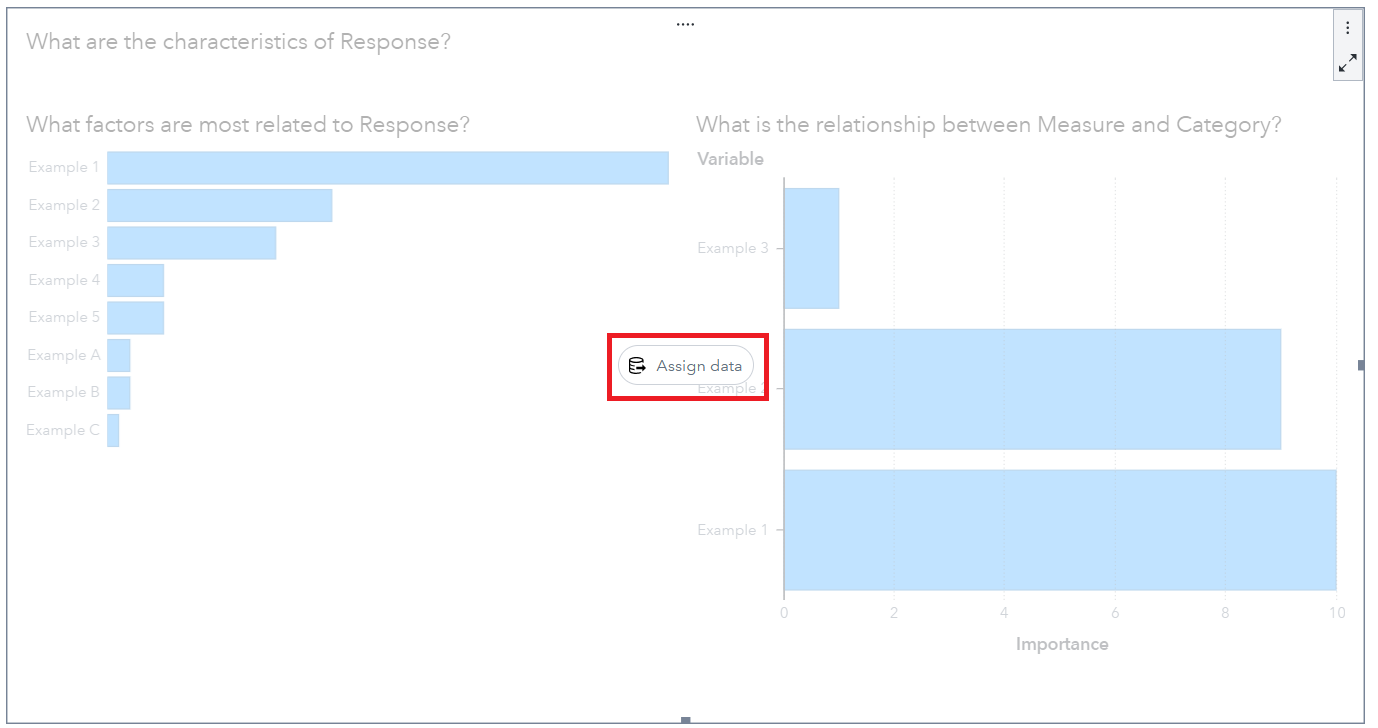 What are the characteristics of Response?
What factors are most related to Response?
Example 1
Example 2
Example 3
Example 4
Example 5
Example A
Example B
Example C
Assign data
What is the relationship between Measure and Category?
Variable
Example 3
Example 2
Example 1
0 2 4 6 8 10
Importance